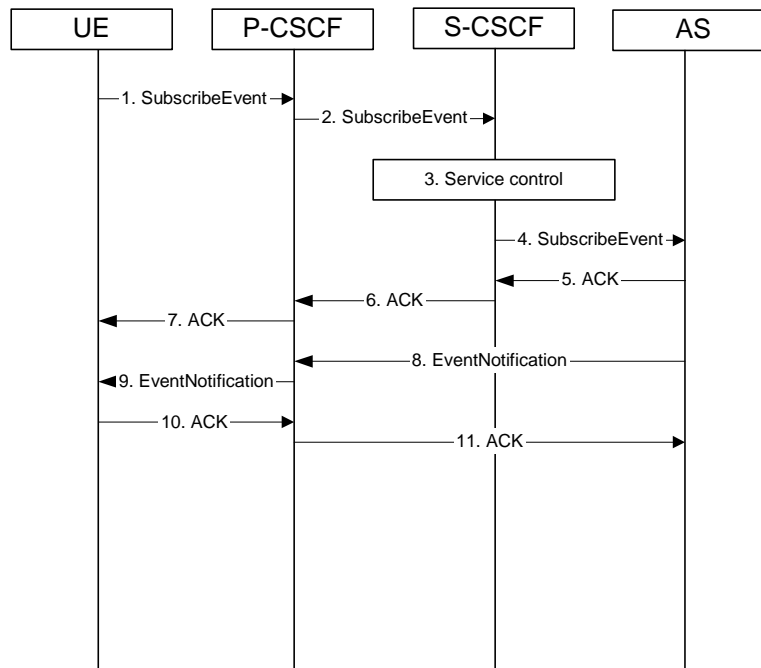 UE
P-CSCF
S-CSCF
AS
1. SubscribeEvent
2. SubscribeEvent
3. Service control
4. SubscribeEvent
5. ACK
6. ACK
7. ACK
8. EventNotification
9. EventNotification
10. ACK
11. ACK